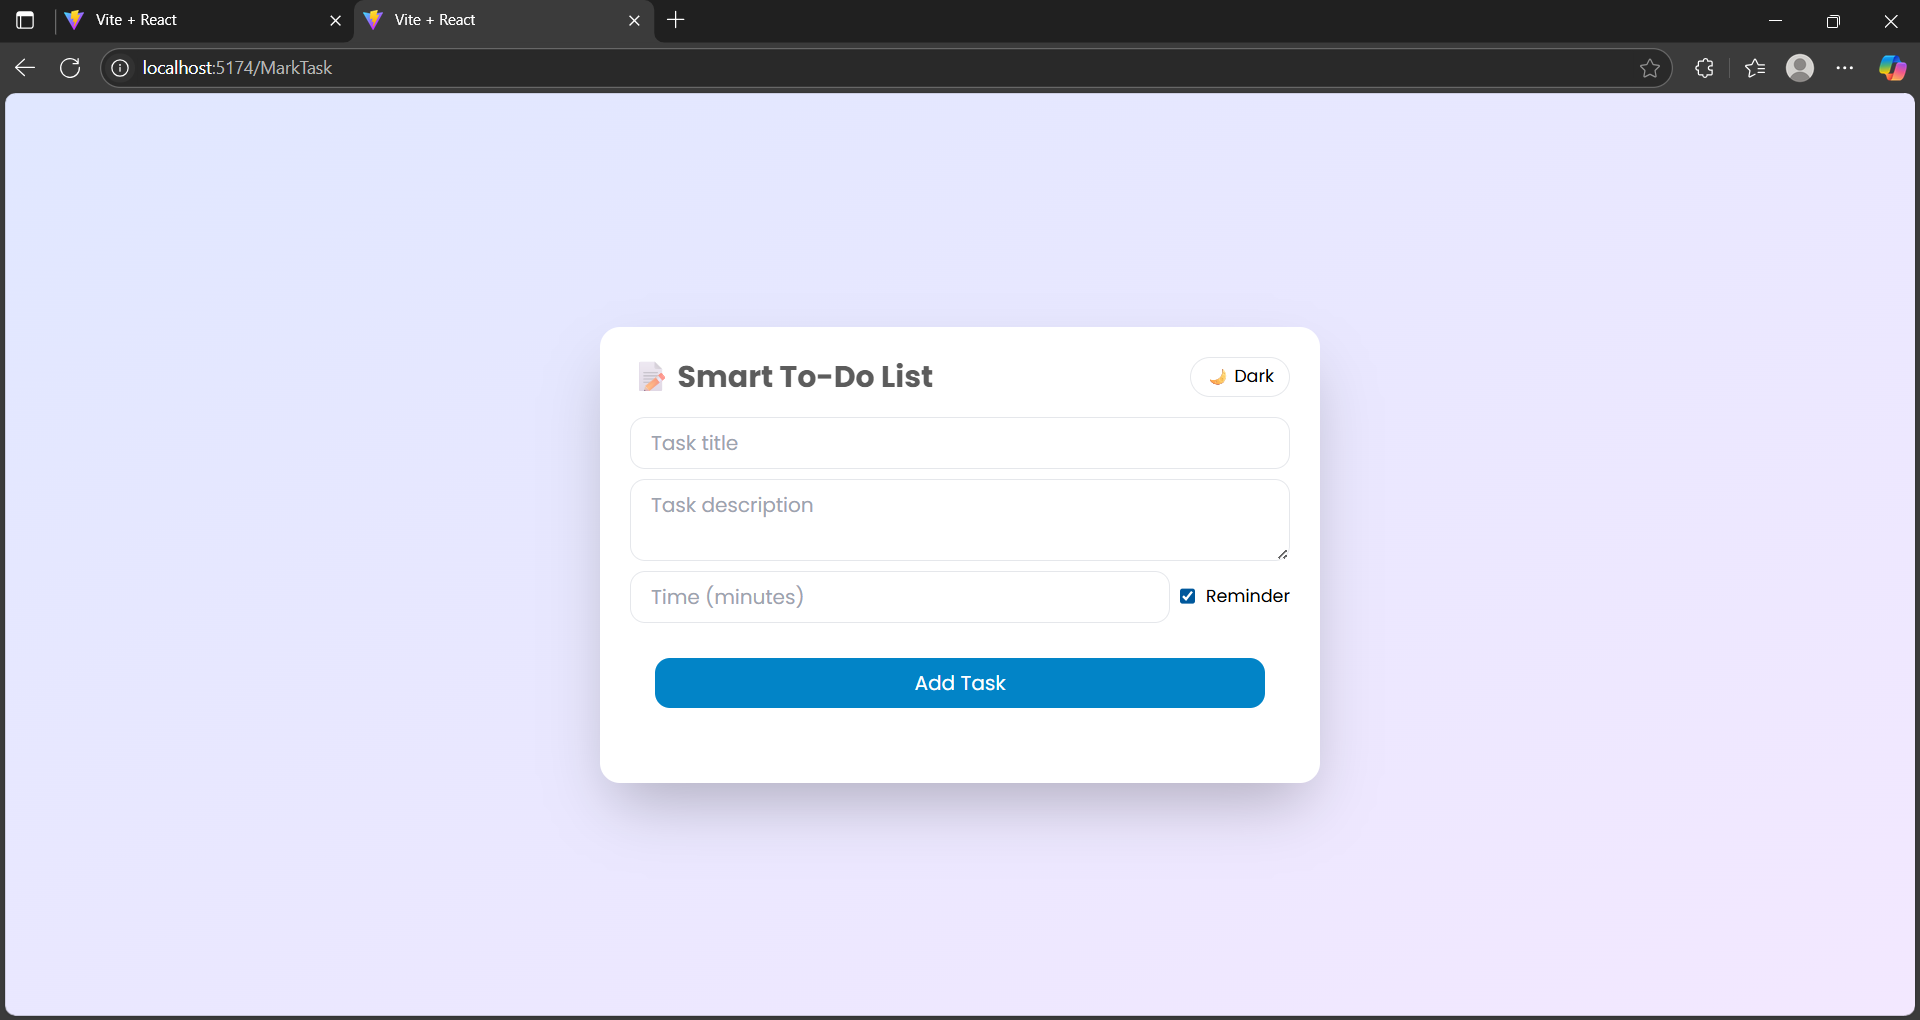 Vite + React
Vite + React
localhost:5174/MarkTask
Smart To-Do List
Dark
Task title
Task description
Time (minutes)
Reminder
Add Task